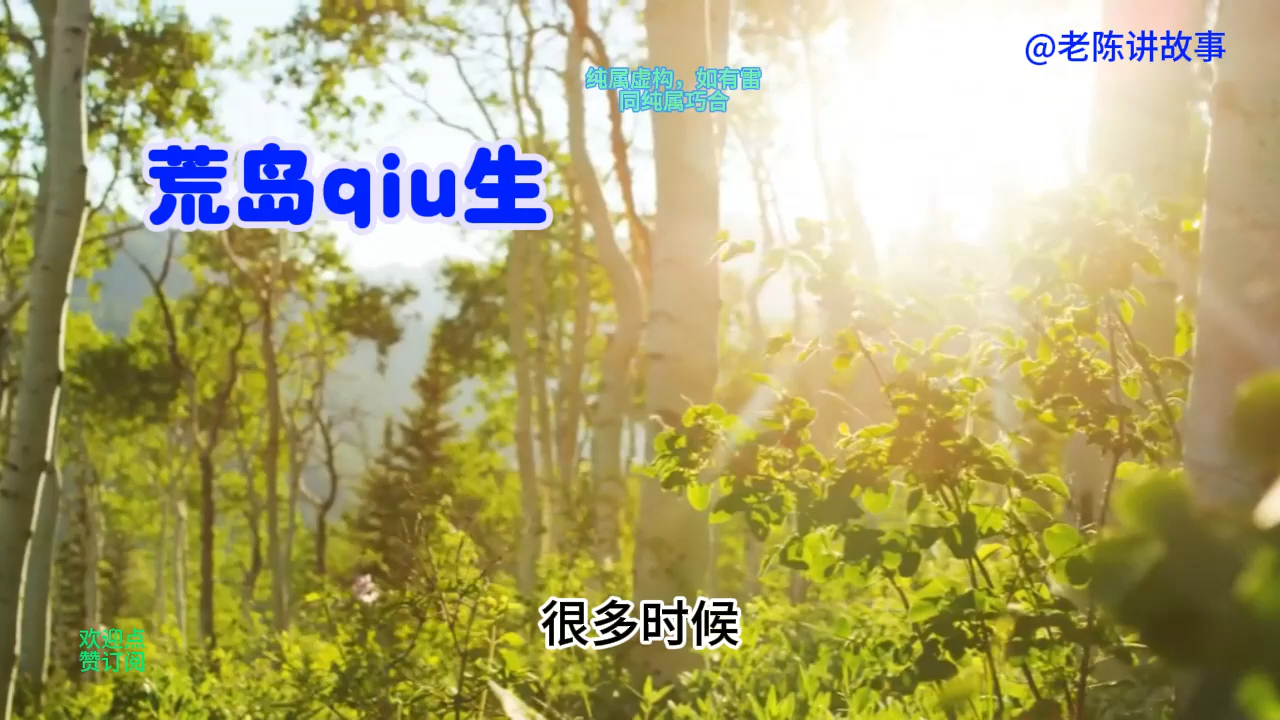 @老陈讲故事
纯属虚构，如有雷
同纯属巧合
荒岛qiu生
很多时候
欢迎点
赞订阅